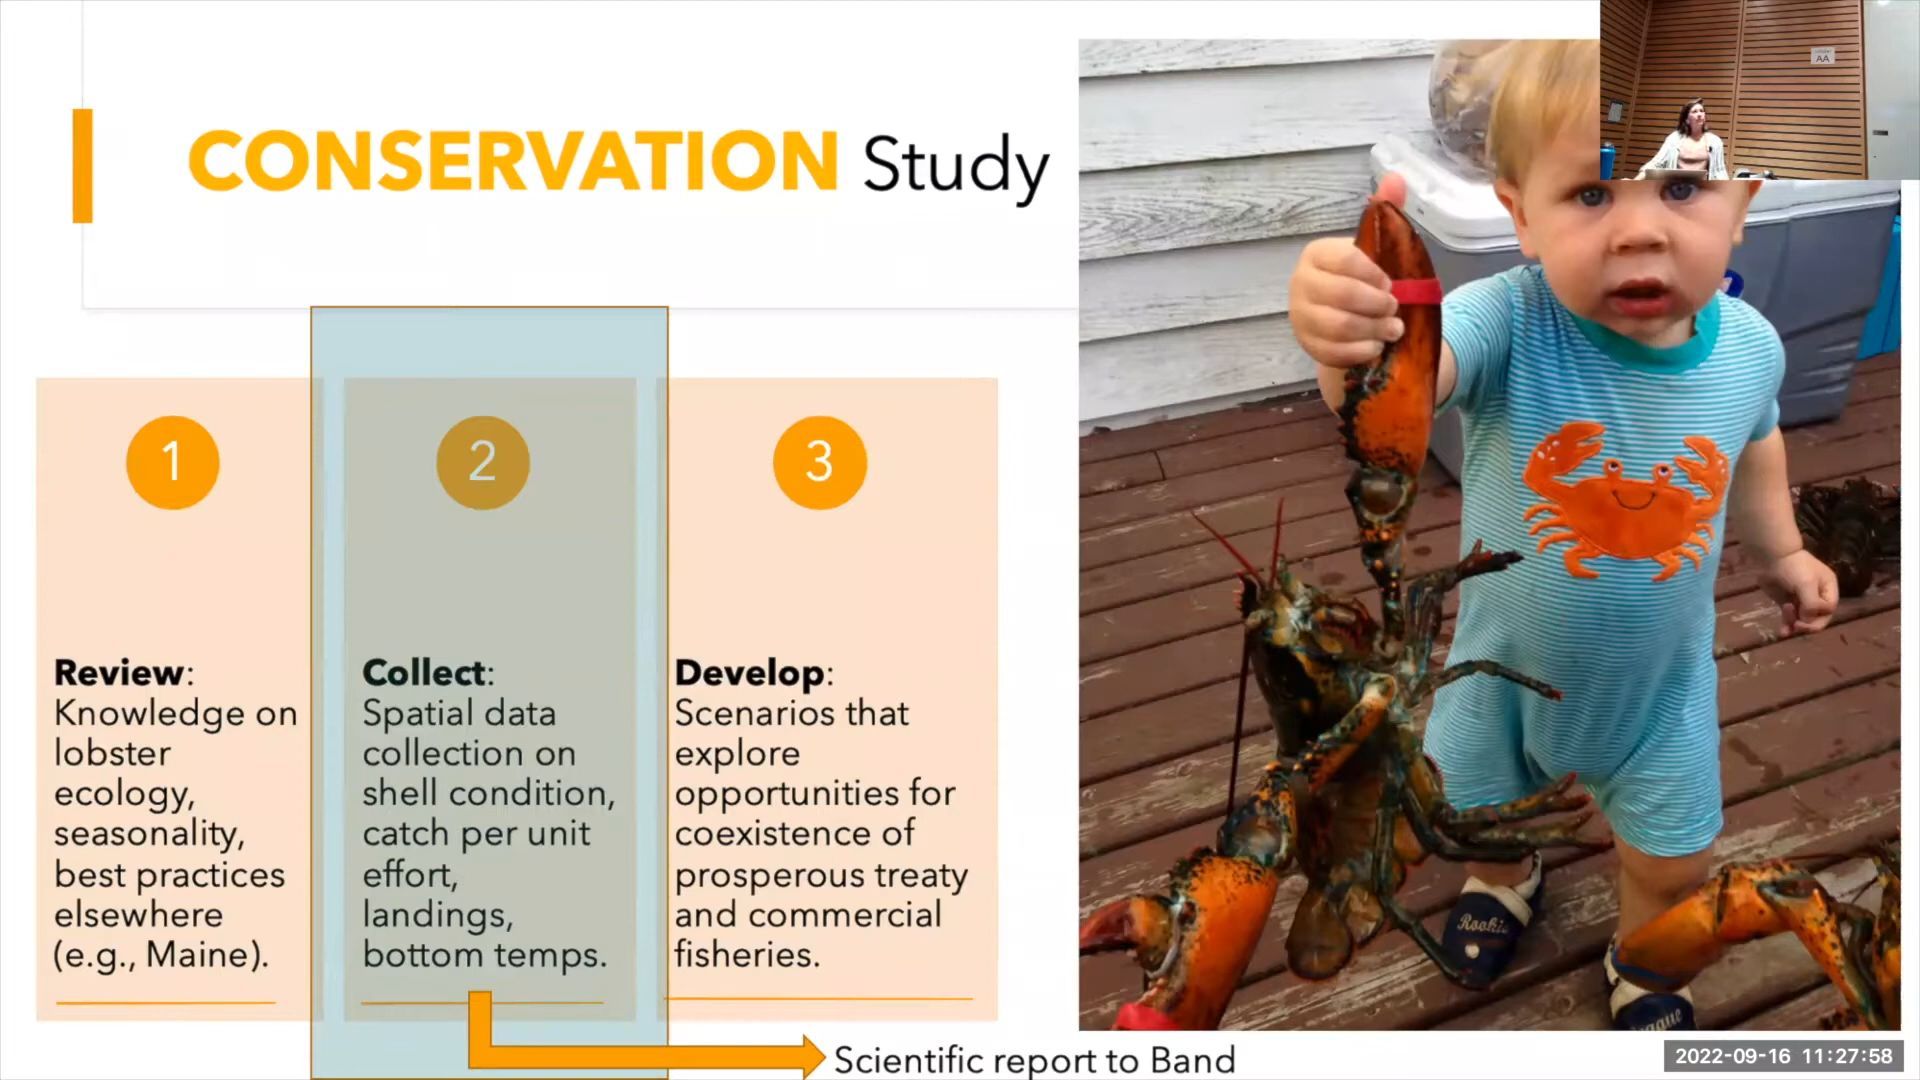 CONSERVATION Study
1
Review:
Knowledge on
lobster
ecology,
seasonality,
best practices
elsewhere
(e.g., Maine).
2
Collect:
Spatial data
collection on
shell condition,
catch per unit
effort,
landings,
bottom temps.
3
Develop:
Scenarios that
explore
opportunities for
coexistence of
prosperous treaty
and commercial
fisheries.
Scientific report to Band
AA
Rookie
2022-09-16 11:27:58